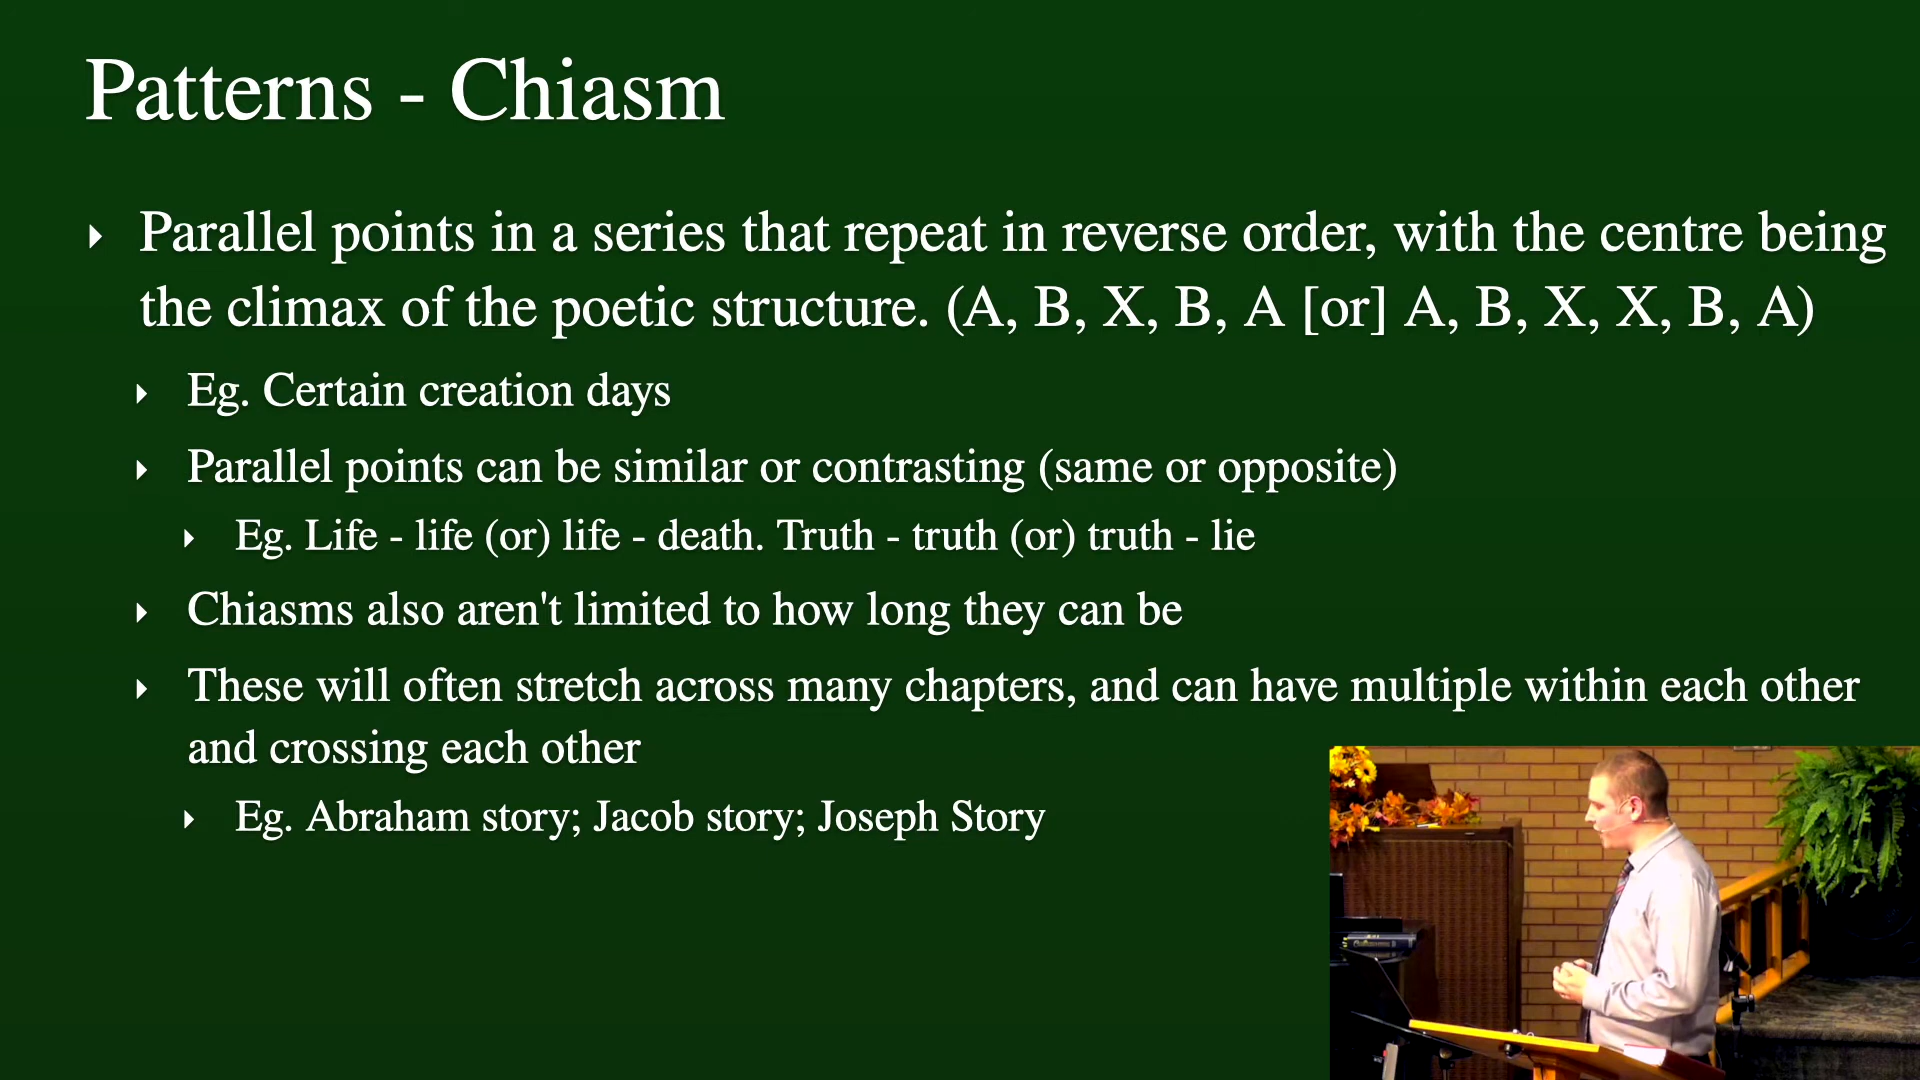 Patterns - Chiasm
Parallel points in a series that repeat in reverse order, with the centre being
the climax of the poetic structure. (A, B, X, B, A [or] A, B, X, X, B, A)
Eg. Certain creation days
Parallel points can be similar or contrasting (same or opposite)
Eg. Life - life (or) life - death. Truth - truth (or) truth - lie
Chiasms also aren't limited to how long they can be
These will often stretch across many chapters, and can have multiple within each other
and crossing each other
Eg. Abraham story; Jacob story; Joseph Story